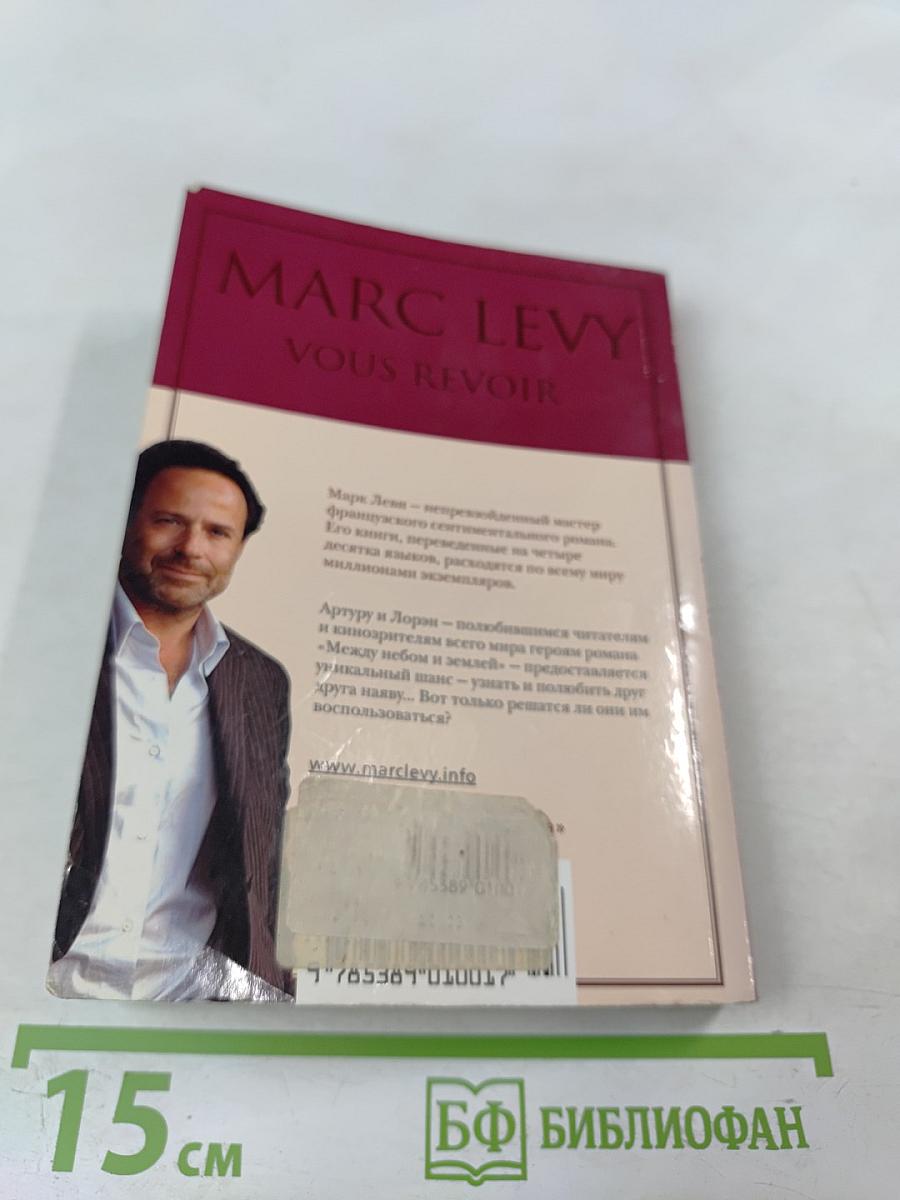 MARC LEVY
VOUS REVOIR
Марк Леви – непревзойденный мастер
французского сентиментального романа.
Его книги, переведенные на четыре
десятка языков, расходятся по всему миру
миллионами экземпляров.
Артуру и Лорэн – полюбившимся читателям
и кинозрителям всего мира героям романа
«Между небом и землей» – предоставляется
уникальный шанс – узнать и полюбить друг
друга наяву... Вот только решатся ли они им
воспользоваться?
www.marclevy.info
9 785389 010017
15 см
БФ БИБЛИОФАН